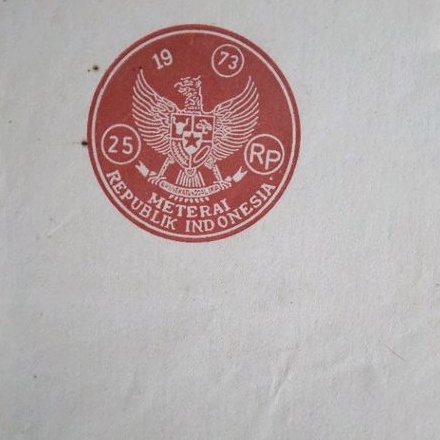 19 73
25 RP
METERAI
REPUBLIK INDONESIA